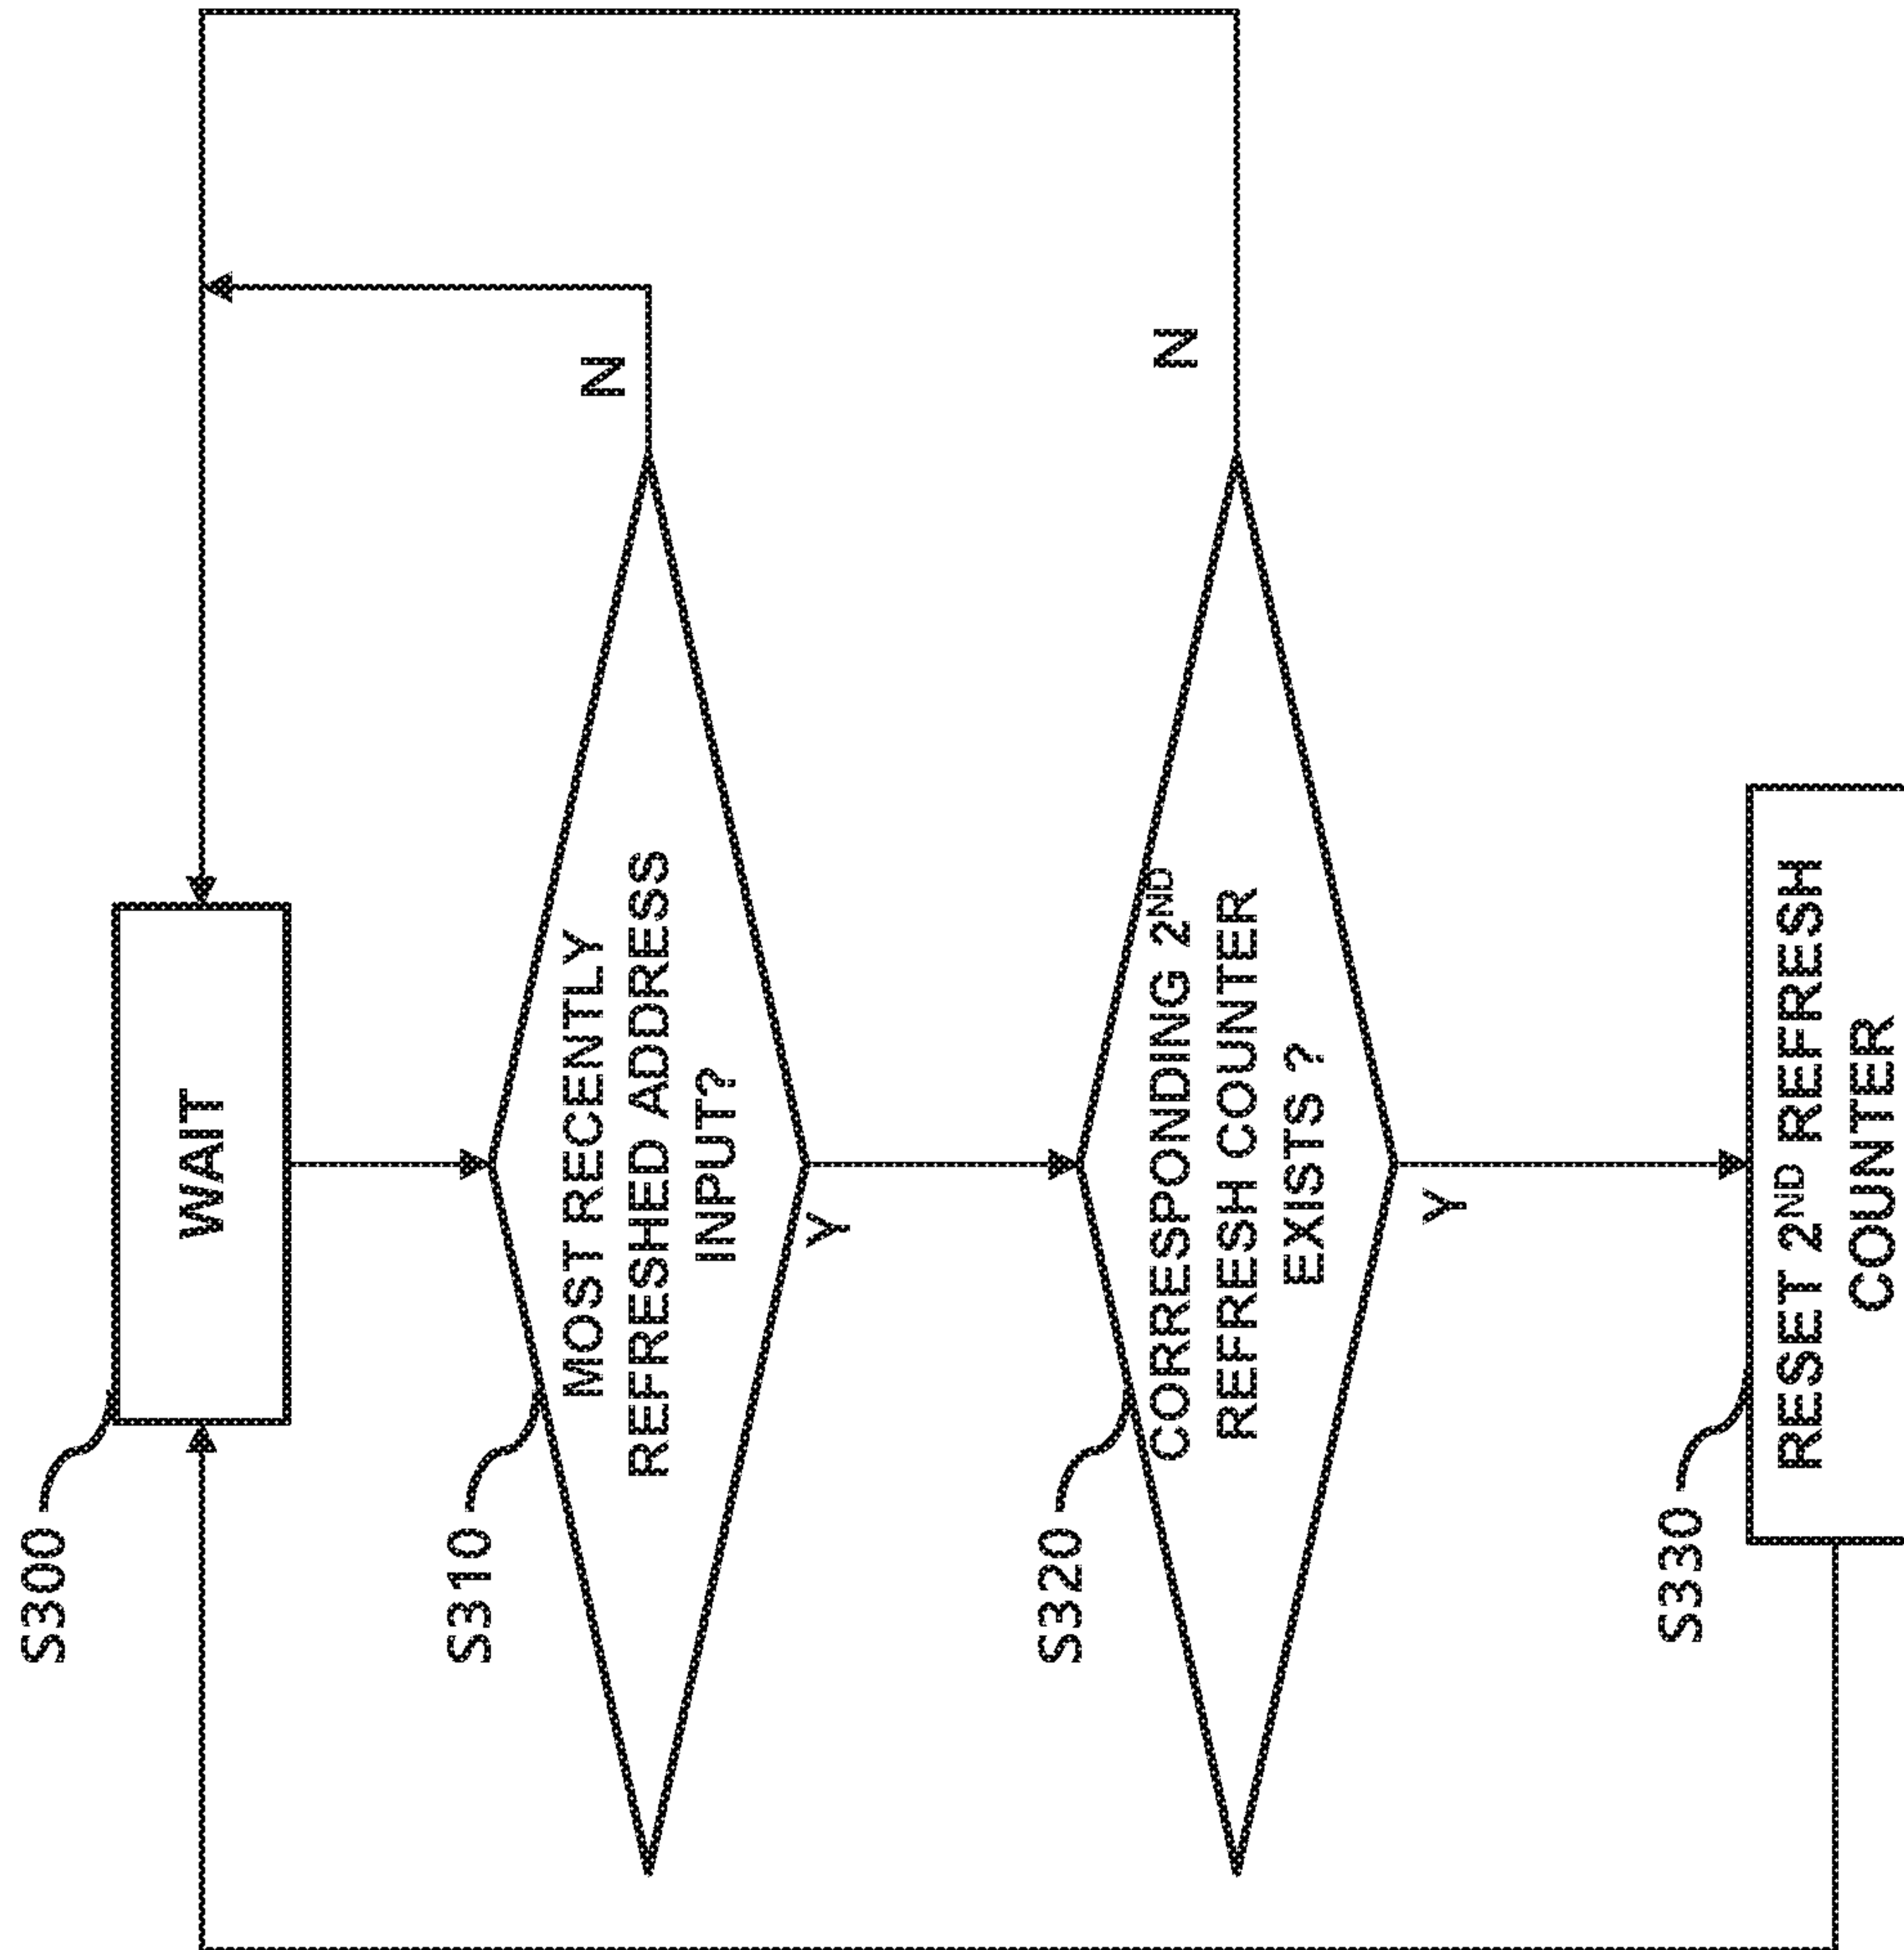 S300
WAIT
S310
MOST RECENTLY
REFRESHED ADDRESS
INPUT?
N
Y
S320
CORRESPONDING 2ND
REFRESH COUNTER
EXISTS ?
N
Y
S330
RESET 2ND REFRESH
COUNTER